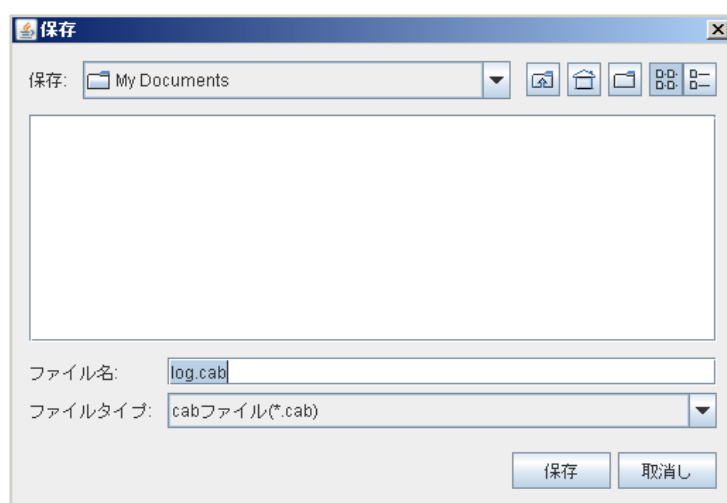 保存
保存: My Documents
ファイル名: log.cab
ファイルタイプ: cabファイル(*.cab)
保存 取消し